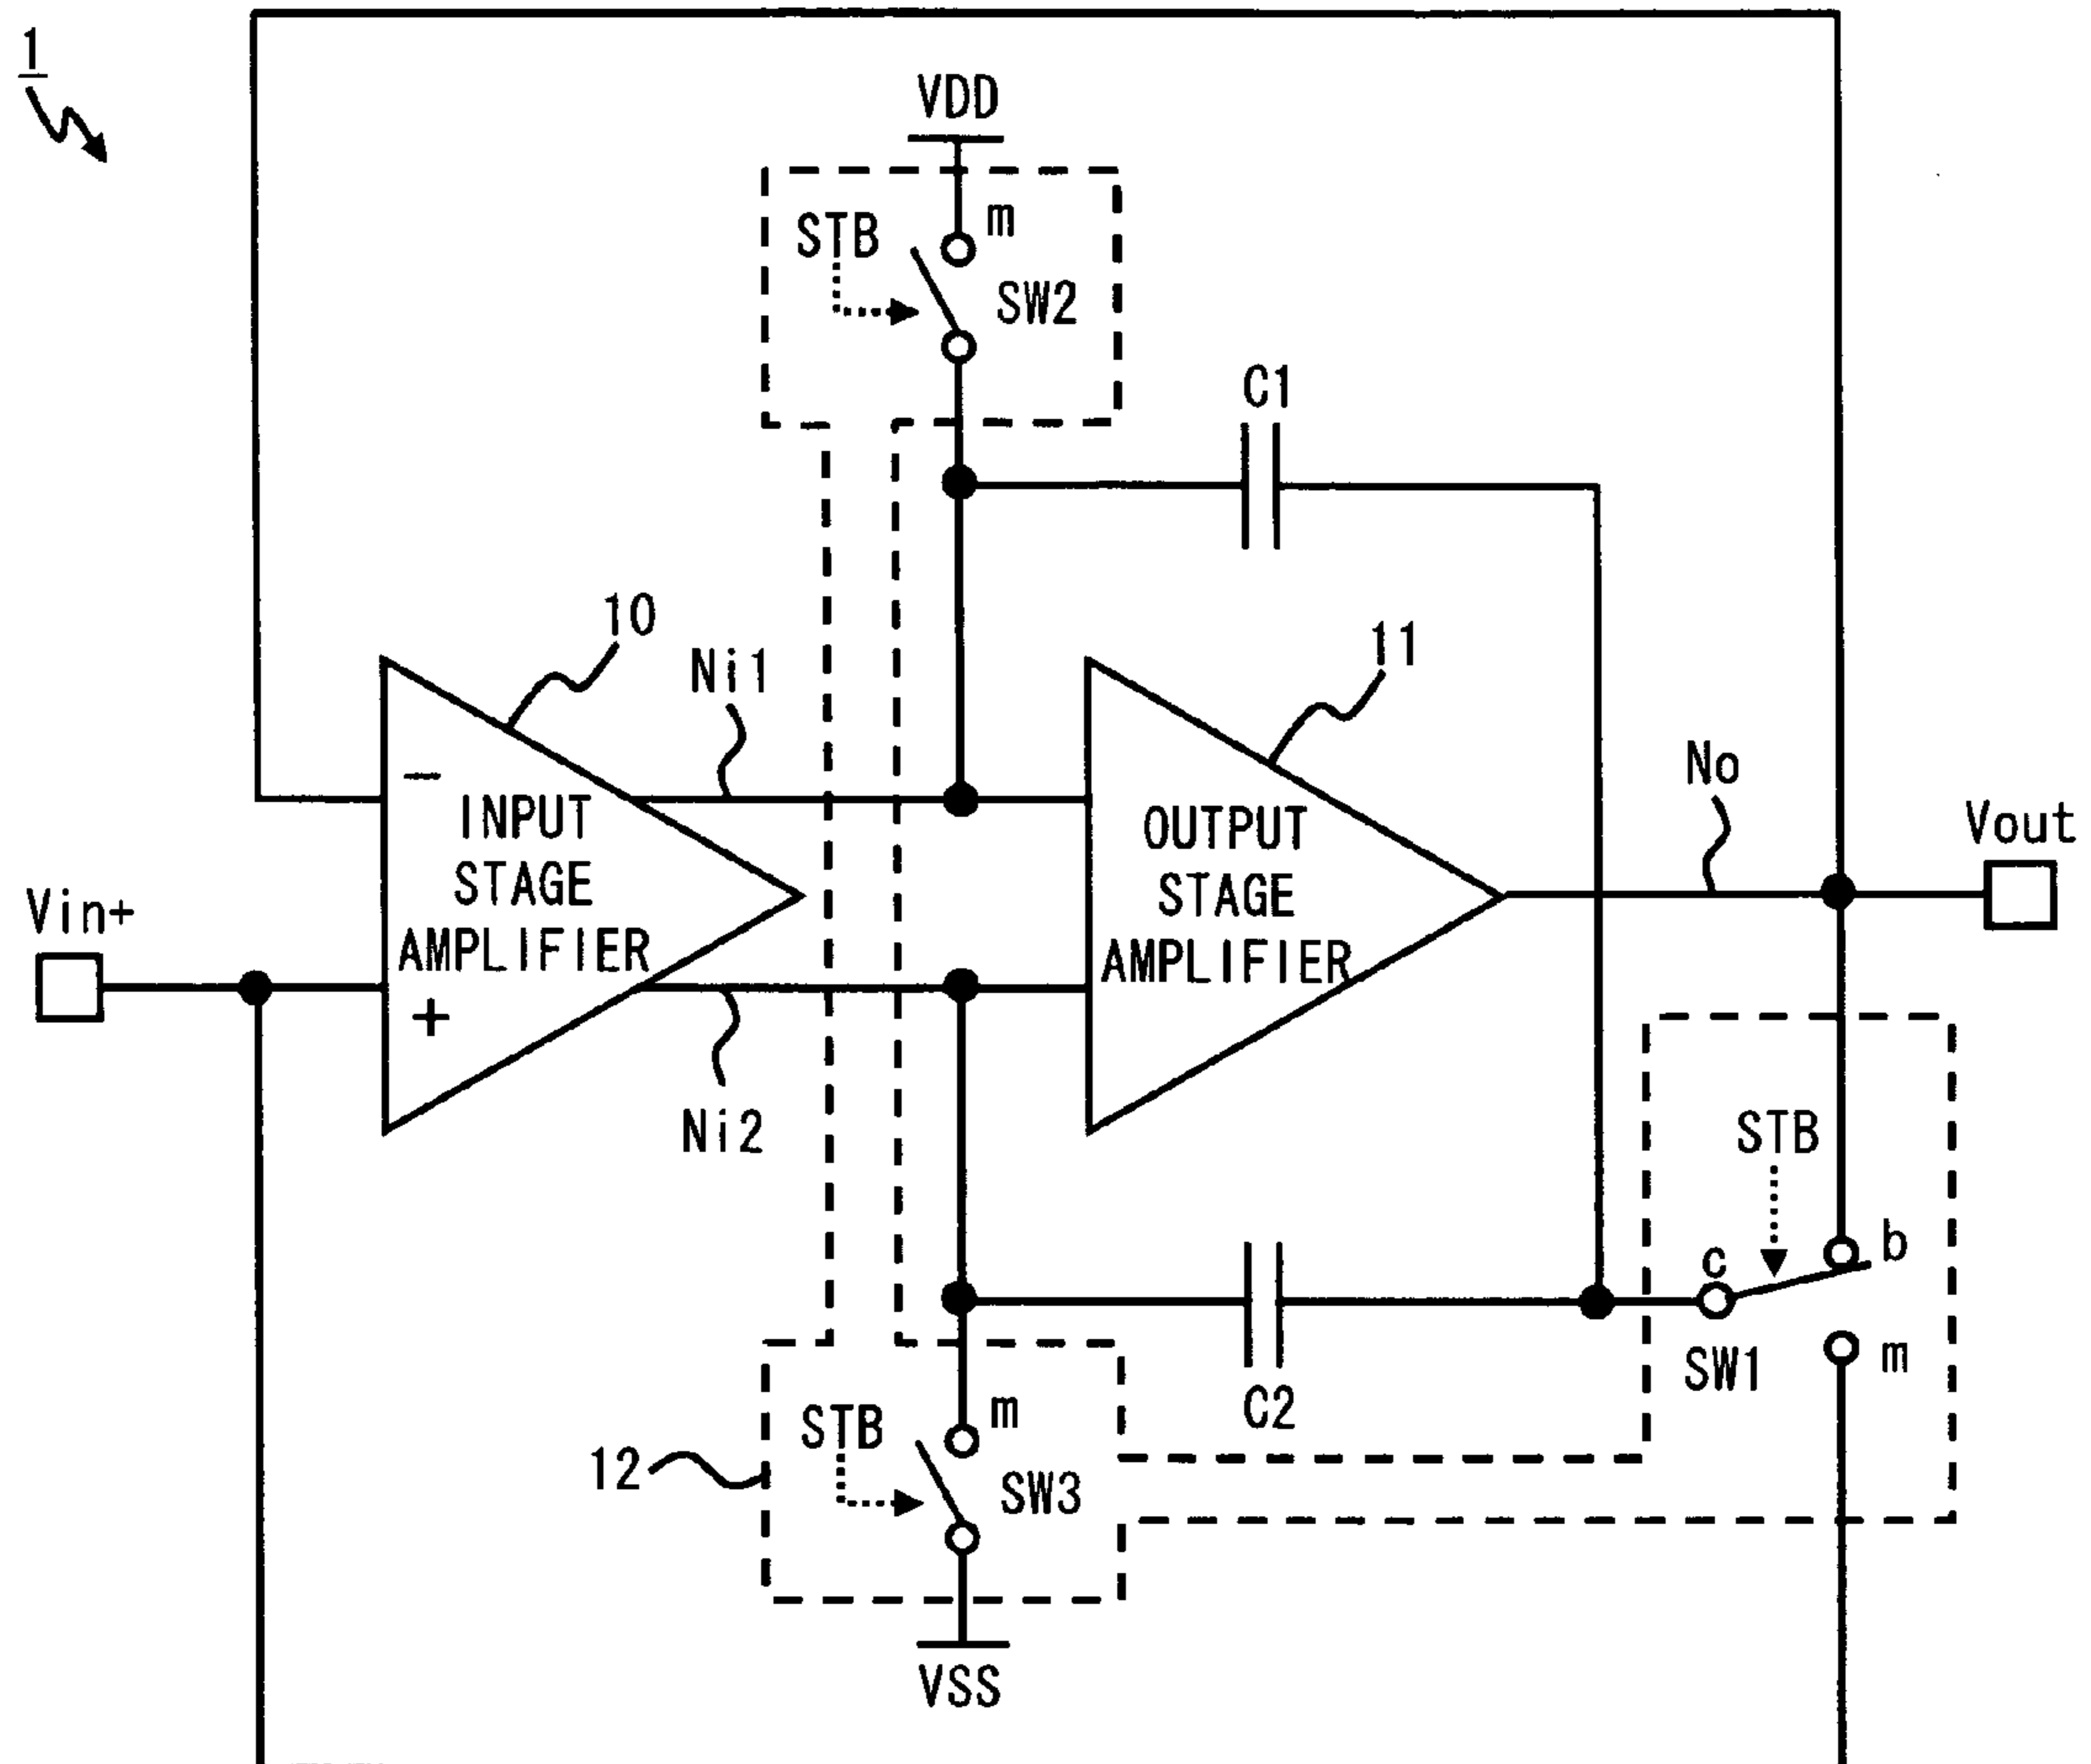 1
VDD
STB
m
SW2
C1
10
Ni1
11
No
Vout
Vin+
−
INPUT
STAGE
AMPLIFIER
+
OUTPUT
STAGE
AMPLIFIER
Ni2
STB
c
b
SW1
m
C2
12
STB
m
SW3
VSS